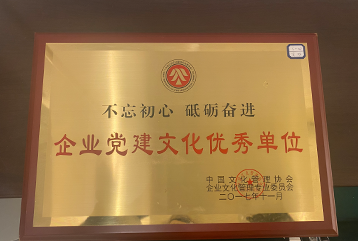 不忘初心 砥砺奋进
企业党建文化优秀单位
中国文化管理协会
企业文化管理专业委员会
二〇一七年十一月